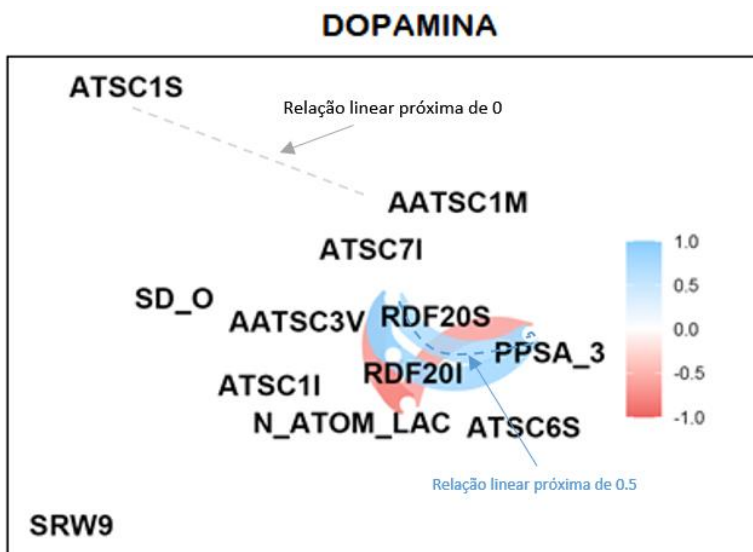 DOPAMINA
ATSC1S
Relação linear próxima de 0
AATSC1M
ATSC7I
1.0
0.5
0.0
-0.5
-1.0
SD_O
AATSC3V
RDF20S
PPSA_3
RDF20I
ATSC1I
N_ATOM_LAC
ATSC6S
Relação linear próxima de 0.5
SRW9